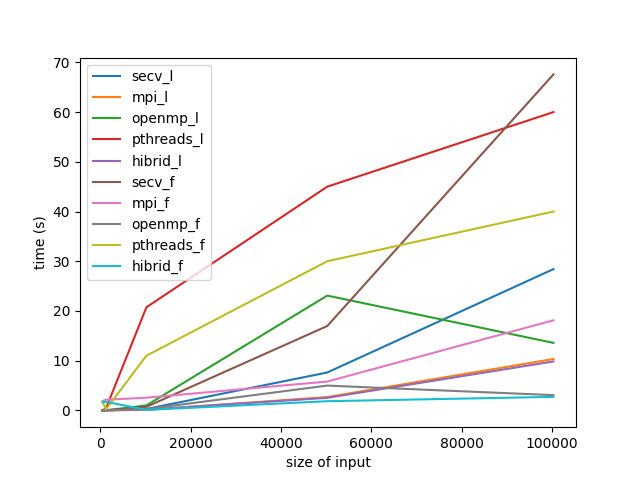 70
60
50
40
30
20
10
0
time (s)
secv_l
mpi_l
openmp_l
pthreads_l
hibrid_l
secv_f
mpi_f
openmp_f
pthreads_f
hibrid_f
0 20000 40000 60000 80000 100000
size of input